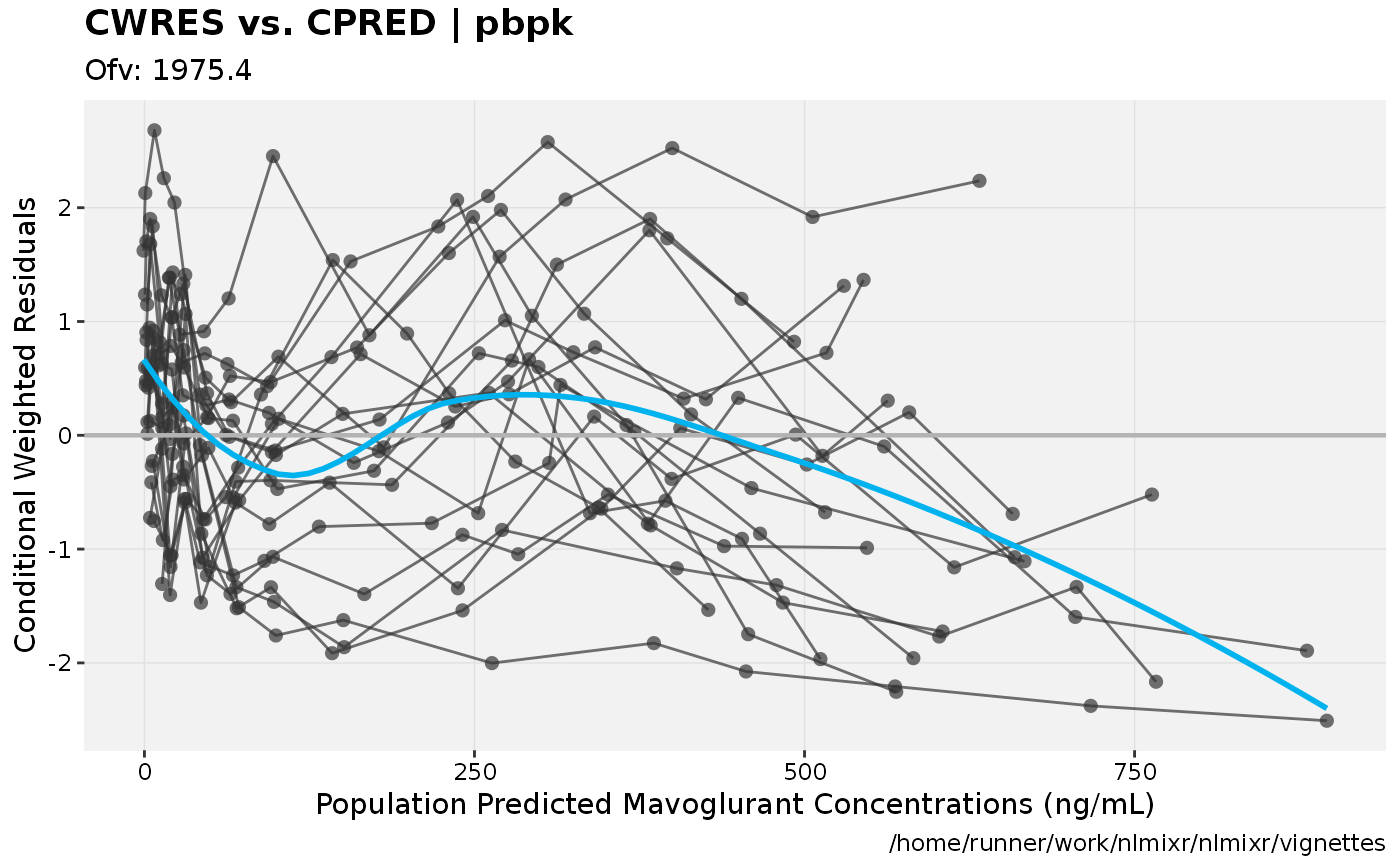 CWRES vs. CPRED | pbpk
Ofv: 1975.4
Conditional Weighted Residuals
2
1
0
-1
-2
0
250
500
750
Population Predicted Mavoglurant Concentrations (ng/mL)
/home/runner/work/nlmixr/nlmixr/vignettes